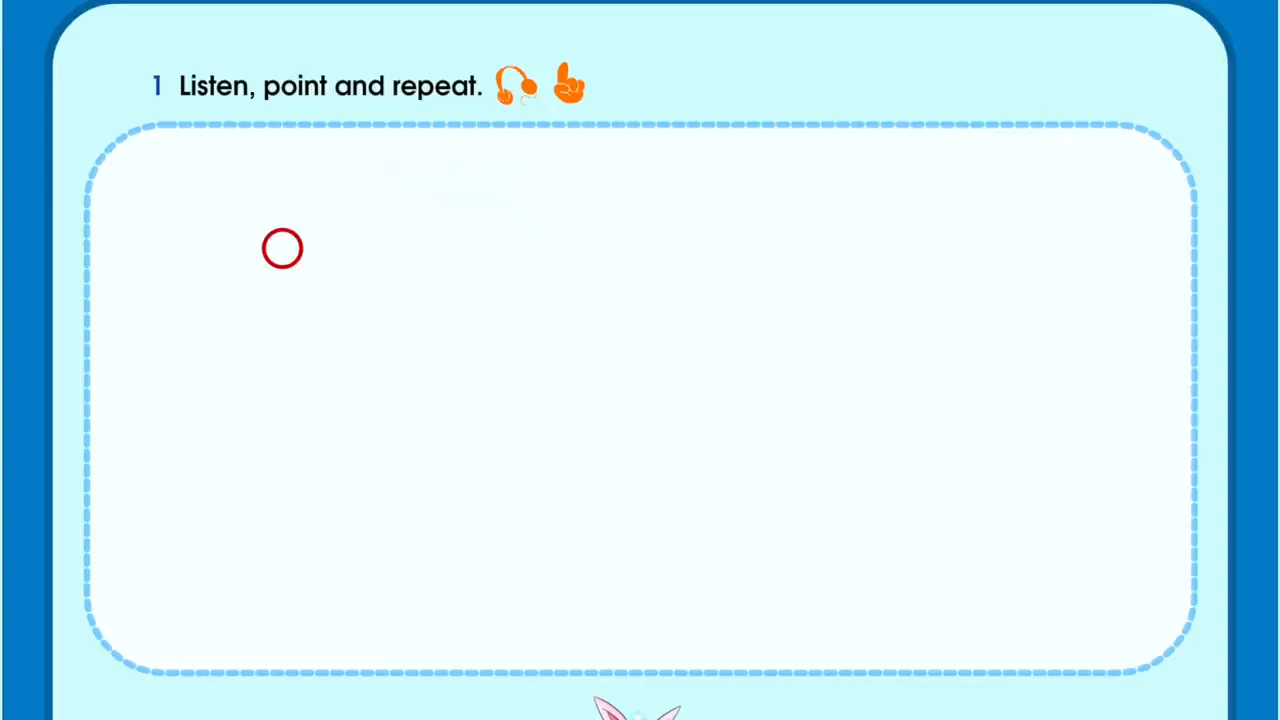 1 Listen, point and repeat.